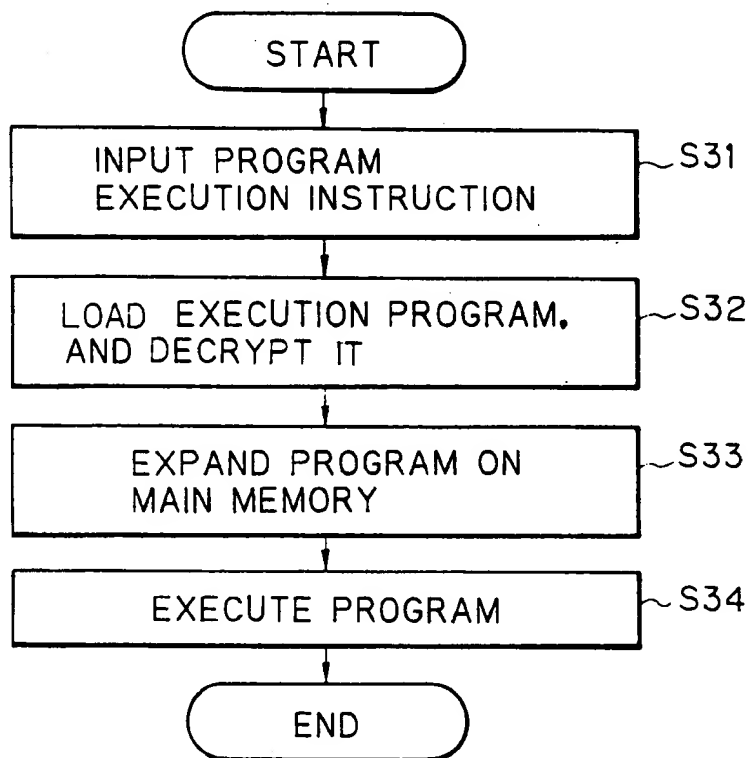 START
INPUT PROGRAM
EXECUTION INSTRUCTION
S31
LOAD EXECUTION PROGRAM.
AND DECRYPT IT
S32
EXPAND PROGRAM ON
MAIN MEMORY
S33
EXECUTE PROGRAM
S34
END